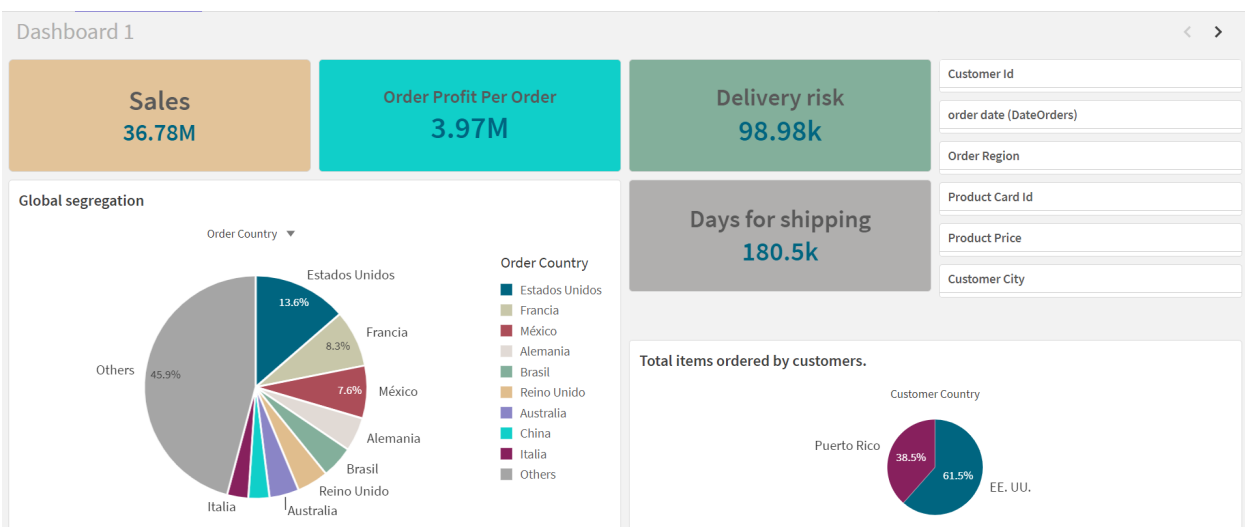 Dashboard 1
Sales
36.78M
Order Profit Per Order
3.97M
Delivery risk
98.98k
Customer Id
order date (DateOrders)
Order Region
Product Card Id
Product Price
Customer City
Days for shipping
180.5k
Global segregation
Order Country
Estados Unidos
13.6%
Francia
8.3%
México
7.6%
Alemania
Brasil
Reino Unido
Australia
Italia
Others
45.9%
Order Country
Estados Unidos
Francia
México
Alemania
Brasil
Reino Unido
Australia
China
Italia
Others
Total items ordered by customers.
Customer Country
Puerto Rico
38.5%
61.5%
EE. UU.